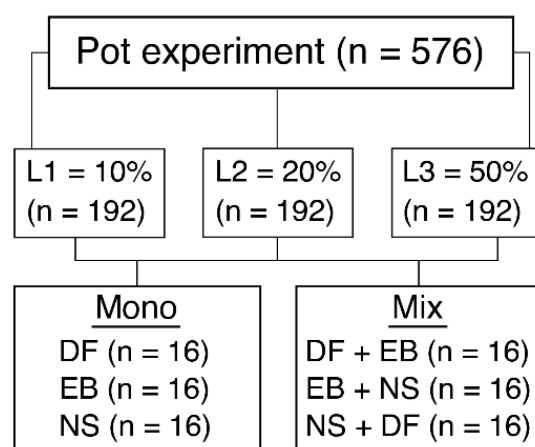 Pot experiment (n = 576)
L1 = 10%
(n = 192)
L2 = 20%
(n = 192)
L3 = 50%
(n = 192)
Mono
DF (n = 16)
EB (n = 16)
NS (n = 16)
Mix
DF + EB (n = 16)
EB + NS (n = 16)
NS + DF (n = 16)